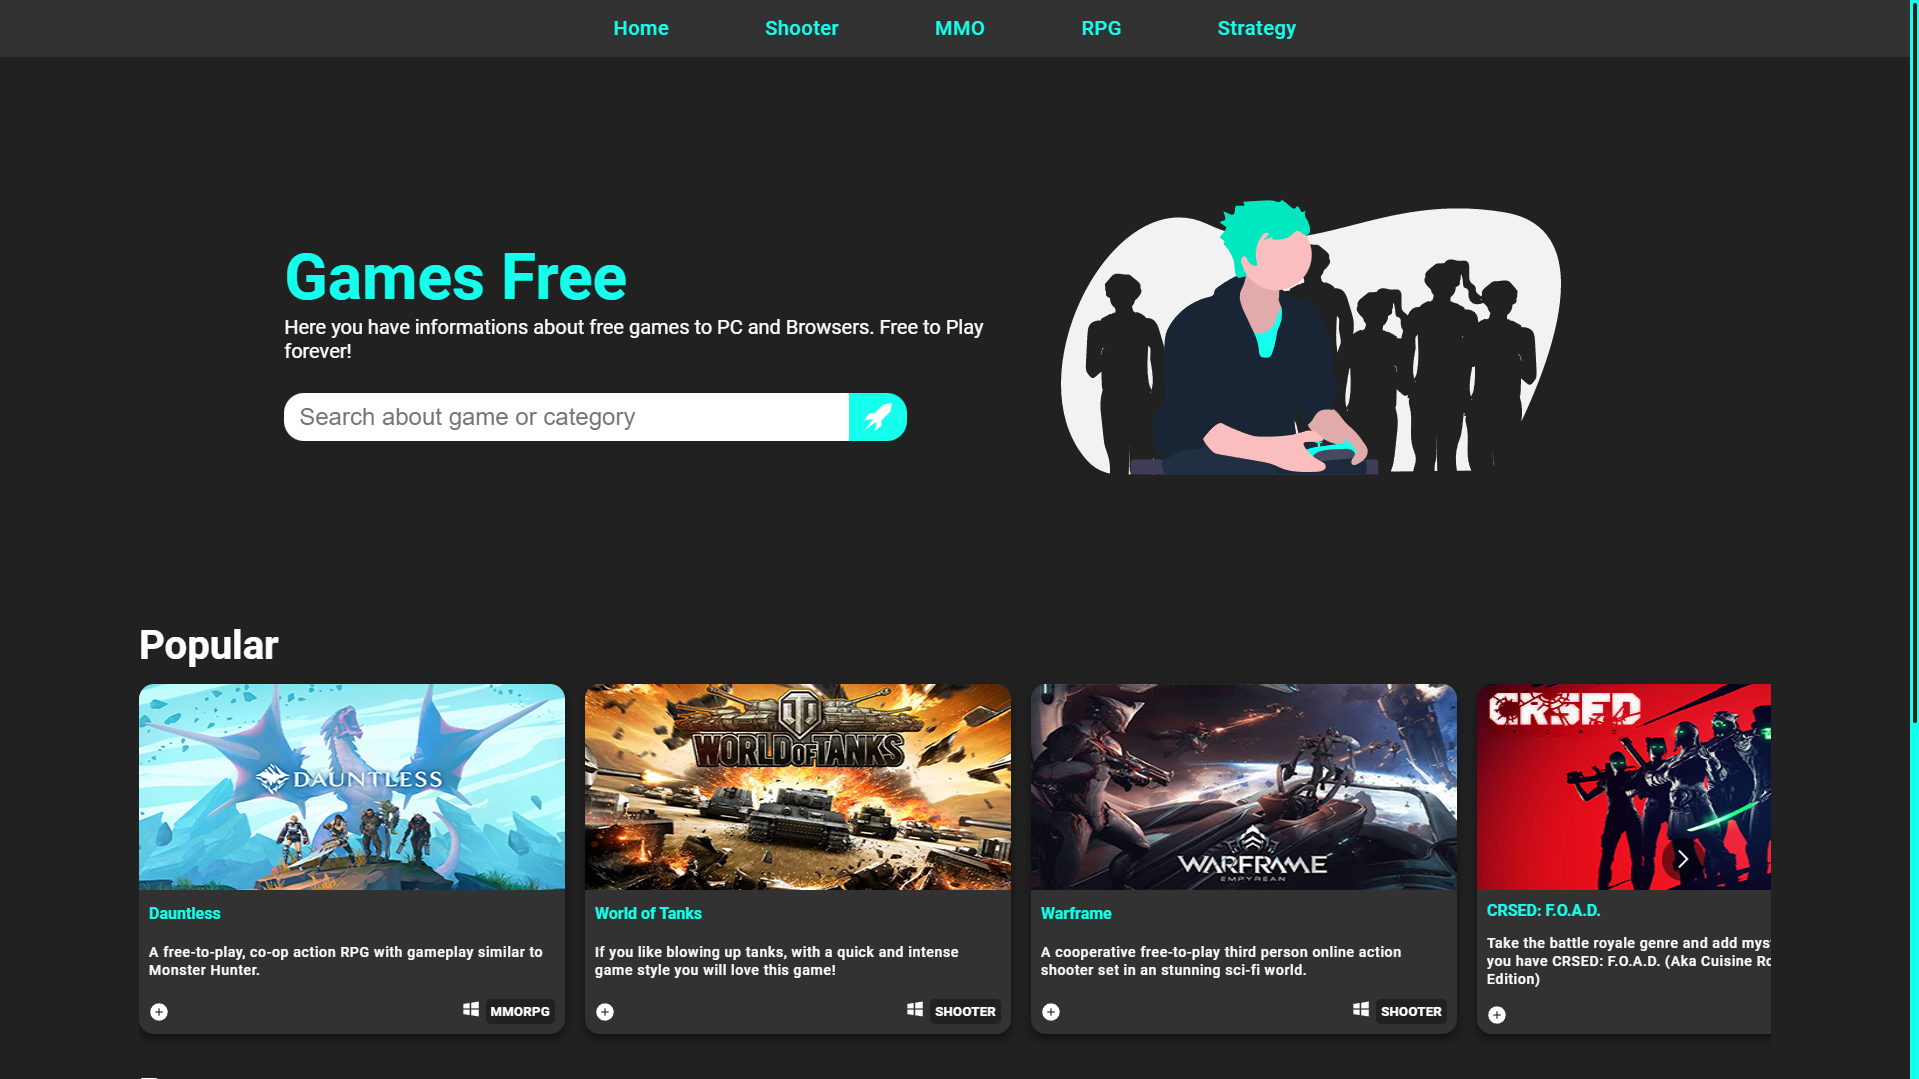 Home Shooter MMO RPG Strategy
Games Free
Here you have informations about free games to PC and Browsers. Free to Play
forever!
Search about game or category
Popular
DAUNTLESS
Dauntless
A free-to-play, co-op action RPG with gameplay similar to
Monster Hunter.
MMORPG
WORLD OF TANKS
World of Tanks
If you like blowing up tanks, with a quick and intense
game style you will love this game!
SHOOTER
WARFRAME
EMPYREAN
Warframe
A cooperative free-to-play third person online action
shooter set in an stunning sci-fi world.
SHOOTER
CRSED
CRSED: F.O.A.D.
Take the battle royale genre and add mys
you have CRSED: F.O.A.D. (Aka Cuisine Ro
Edition)